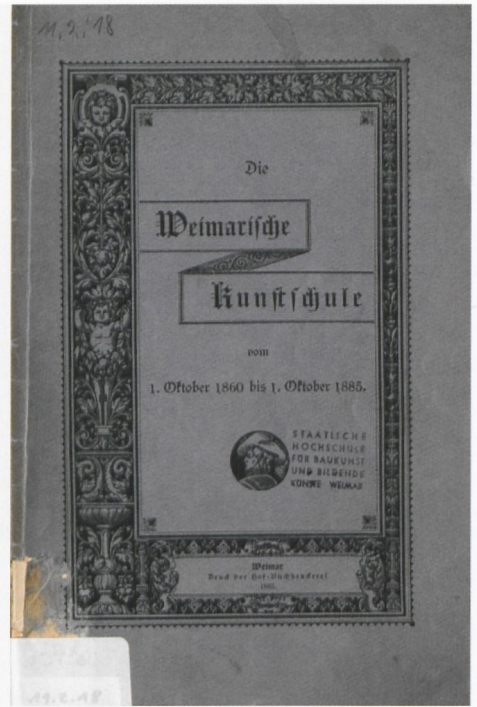 11, 2, / 18
Die
Weimarische
Kunstschule
vom
1. Oktober 1860 bis 1. Oktober 1885.
STAATLICHE
HOCHSCHULE
FÜR BAUKUNST
UND BILDENDE
KÜNSTE WEIMAR
Weimar
Druck der Hof-Buchdruckerei
1885.
19.2.18